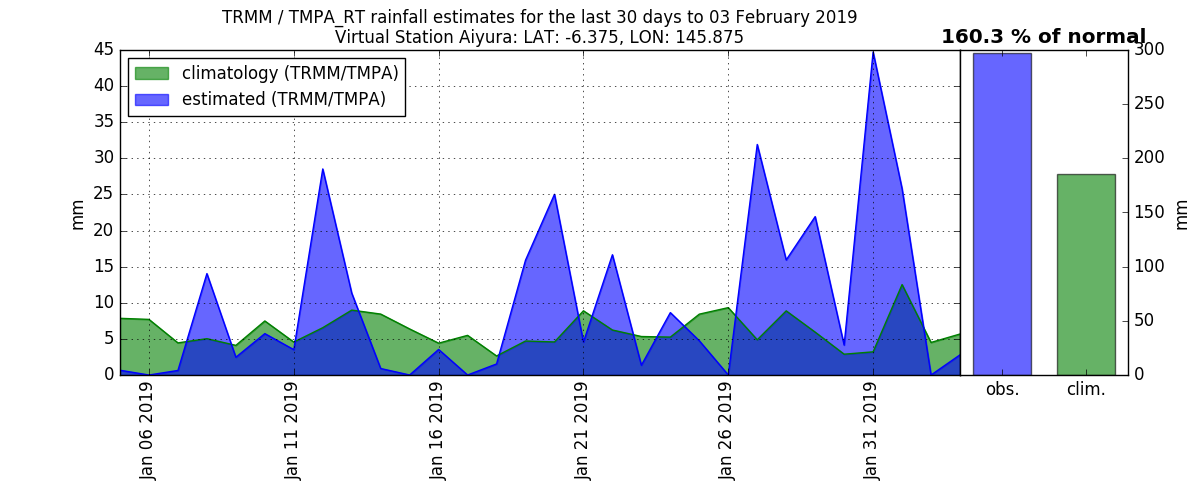 TRMM / TMPA_RT rainfall estimates for the last 30 days to 03 February 2019
Virtual Station Aiyura: LAT: -6.375, LON: 145.875
160.3 % of normal
climatology (TRMM/TMPA)
estimated (TRMM/TMPA)
45
40
35
30
25
20
15
10
5
0
mm
Jan 06 2019
Jan 11 2019
Jan 16 2019
Jan 21 2019
Jan 26 2019
Jan 31 2019
300
250
200
150
100
50
0
mm
obs.
clim.